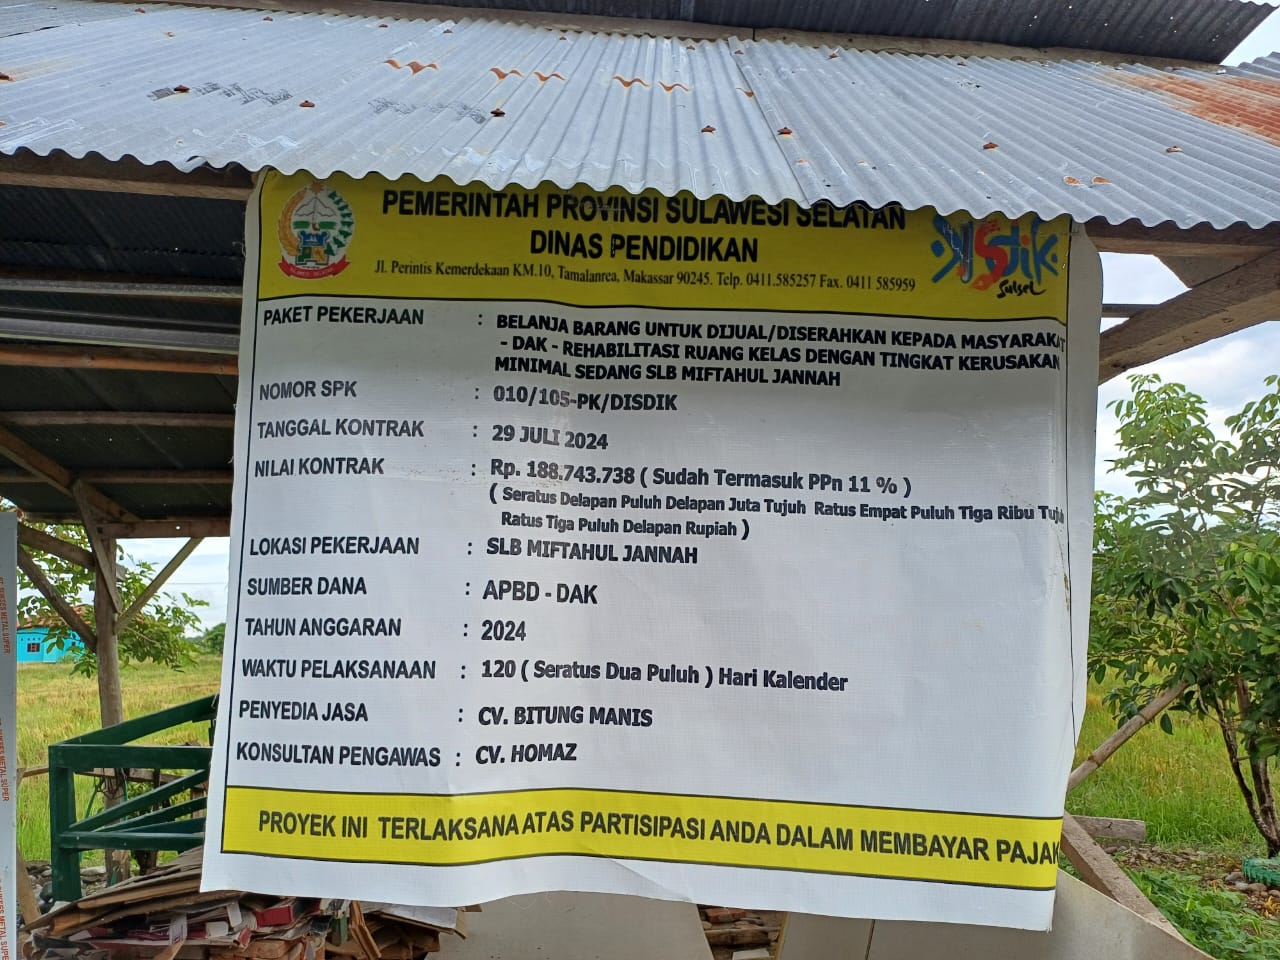 PEMERINTAH PROVINSI SULAWESI SELATAN
DINAS PENDIDIKAN
Jl. Perintis Kemerdekaan KM.10, Tamalanrea, Makassar 90245. Telp. 0411.585257 Fax. 0411 585959
Sulsel
PAKET PEKERJAAN : BELANJA BARANG UNTUK DIJUAL/DISERAHKAN KEPADA MASYARAKAT
- DAK - REHABILITASI RUANG KELAS DENGAN TINGKAT KERUSAKAN
MINIMAL SEDANG SLB MIFTAHUL JANNAH
NOMOR SPK : 010/105-PK/DISDIK
TANGGAL KONTRAK : 29 JULI 2024
NILAI KONTRAK : Rp. 188.743.738 ( Sudah Termasuk PPn 11 % )
( Seratus Delapan Puluh Delapan Juta Tujuh Ratus Empat Puluh Tiga Ribu Tujuh
Ratus Tiga Puluh Delapan Rupiah )
LOKASI PEKERJAAN : SLB MIFTAHUL JANNAH
SUMBER DANA : APBD - DAK
TAHUN ANGGARAN : 2024
WAKTU PELAKSANAAN : 120 ( Seratus Dua Puluh ) Hari Kalender
PENYEDIA JASA : CV. BITUNG MANIS
KONSULTAN PENGAWAS : CV. HOMAZ
PROYEK INI TERLAKSANA ATAS PARTISIPASI ANDA DALAM MEMBAYAR PAJAK